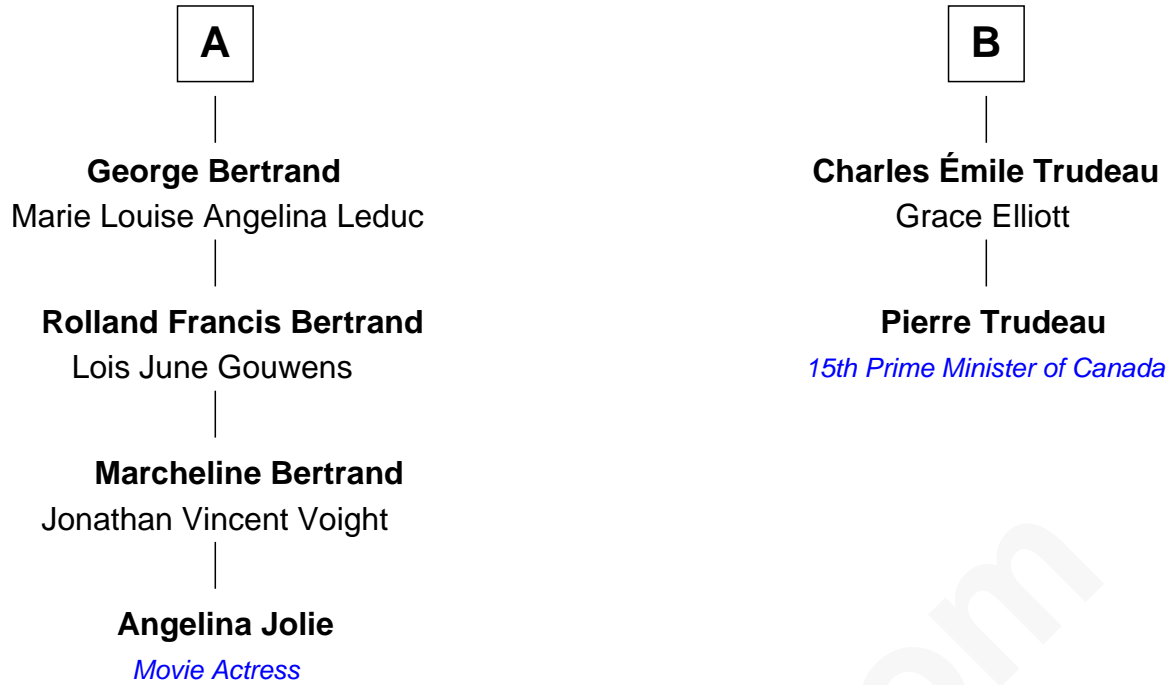 A
George Bertrand
Marie Louise Angelina Leduc
Rolland Francis Bertrand
Lois June Gouwens
Marcheline Bertrand
Jonathan Vincent Voight
Angelina Jolie
Movie Actress
B
Charles Émile Trudeau
Grace Elliott
Pierre Trudeau
15th Prime Minister of Canada
om